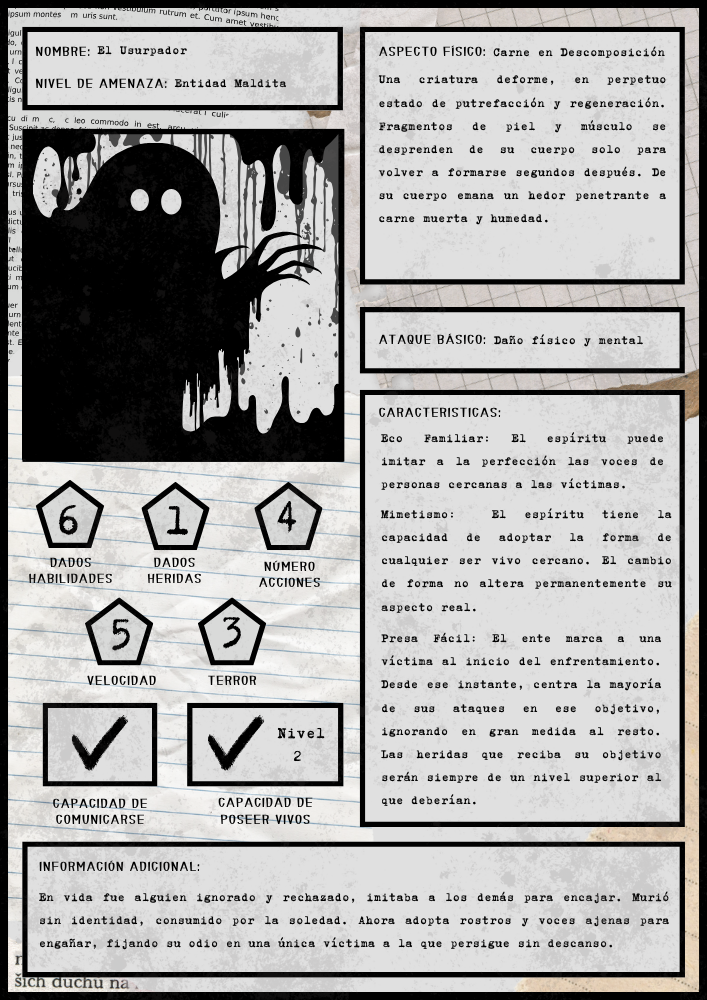 NOMBRE: El Usurpador
NIVEL DE AMENAZA: Entidad Maldita
ASPECTO FÍSICO: Carne en Descomposición
Una criatura deforme, en perpetuo
estado de putrefacción y regeneración.
Fragmentos de piel y músculo se
desprenden de su cuerpo solo para
volver a formarse segundos después. De
su cuerpo emana un hedor penetrante a
carne muerta y humedad.
ATAQUE BÁSICO: Daño físico y mental
CARACTERISTICAS:
Eco Familiar: El espíritu puede
imitar a la perfección las voces de
personas cercanas a las víctimas.
Mimetismo: El espíritu tiene la
capacidad de adoptar la forma de
cualquier ser vivo cercano. El cambio
de forma no altera permanentemente su
aspecto real.
Presa Fácil: El ente marca a una
víctima al inicio del enfrentamiento.
Desde ese instante, centra la mayoría
de sus ataques en ese objetivo,
ignorando en gran medida al resto.
Las heridas que reciba su objetivo
serán siempre de un nivel superior al
que deberían.
6
DADOS
HABILIDADES
1
DADOS
HERIDAS
4
NÚMERO
ACCIONES
5
VELOCIDAD
3
TERROR
CAPACIDAD DE
COMUNICARSE
Nivel
2
CAPACIDAD DE
POSEER VIVOS
INFORMACIÓN ADICIONAL:
En vida fue alguien ignorado y rechazado, imitaba a los demás para encajar. Murió
sin identidad, consumido por la soledad. Ahora adopta rostros y voces ajenas para
engañar, fijando su odio en una única víctima a la que persigue sin descanso.
šich duchu na